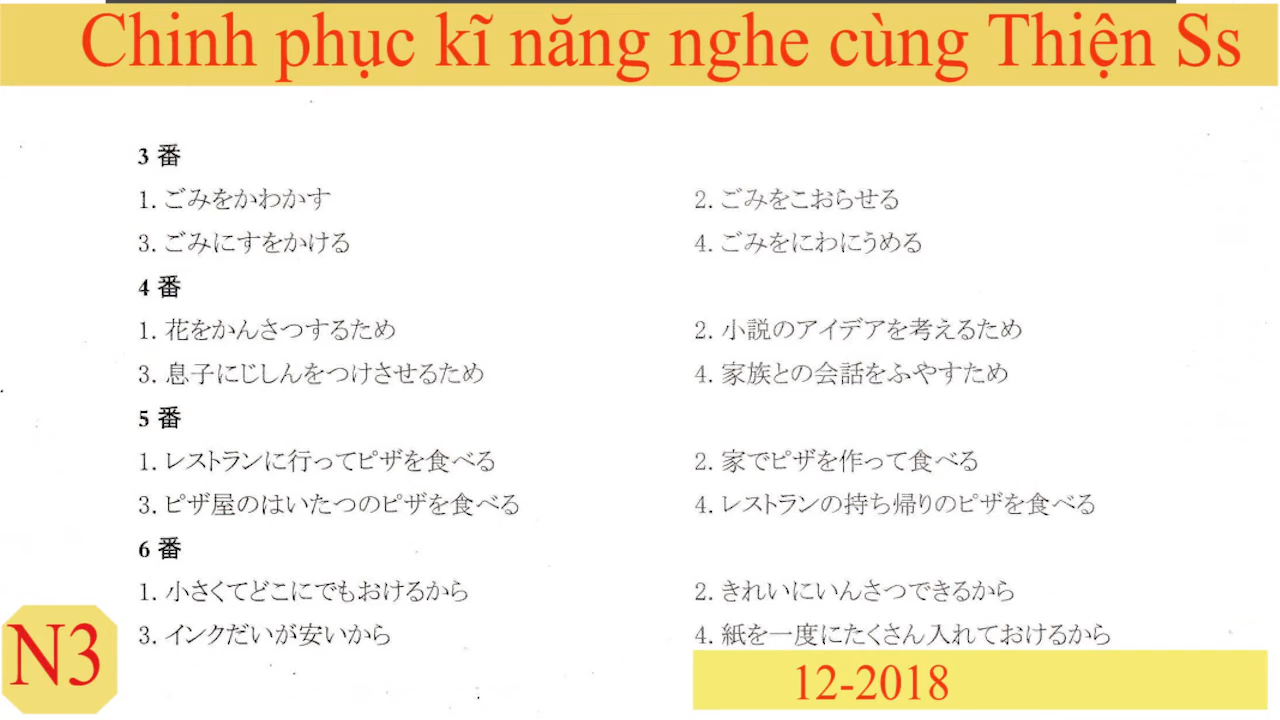 Chinh phục kĩ năng nghe cùng Thiện Ss
3 番
1. ごみをかわかす
2. ごみをこおらせる
3. ごみにすをかける
4. ごみをにわにうめる
4 番
1. 花をかんさつするため
2. 小説のアイデアを考えるため
3. 息子にじしんをつけさせるため
4. 家族との会話をふやすため
5 番
1. レストランに行ってピザを食べる
2. 家でピザを作って食べる
3. ピザ屋のはいたつのピザを食べる
4. レストランの持ち帰りのピザを食べる
6 番
1. 小さくてどこにでもおけるから
2. きれいにいんさつできるから
3. インクだいが安いから
4. 紙を一度にたくさん入れておけるから
N3
12-2018